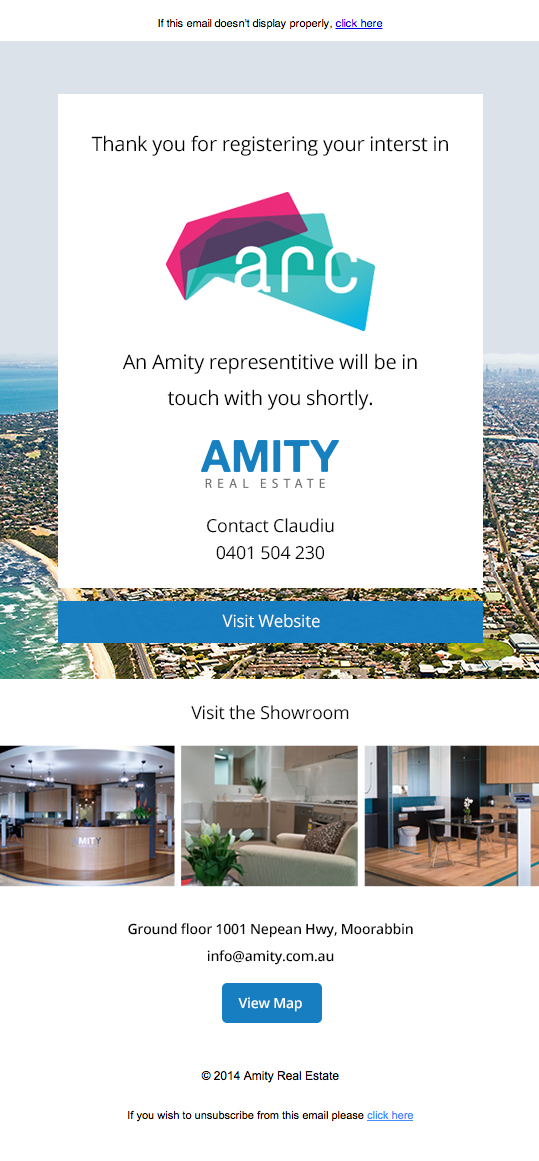 If this email doesn't display properly, click here
Thank you for registering your interst in
arc
An Amity representitive will be in
touch with you shortly.
AMITY
REAL ESTATE
Contact Claudiu
0401 504 230
Visit Website
Visit the Showroom
MITY
Ground floor 1001 Nepean Hwy, Moorabbin
info@amity.com.au
View Map
© 2014 Amity Real Estate
If you wish to unsubscribe from this email please click here